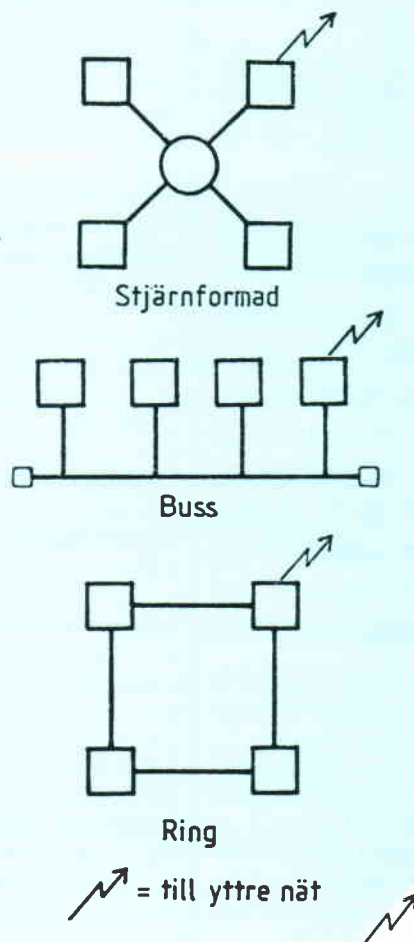 Stjärnformad
Buss
Ring
= till yttre nät